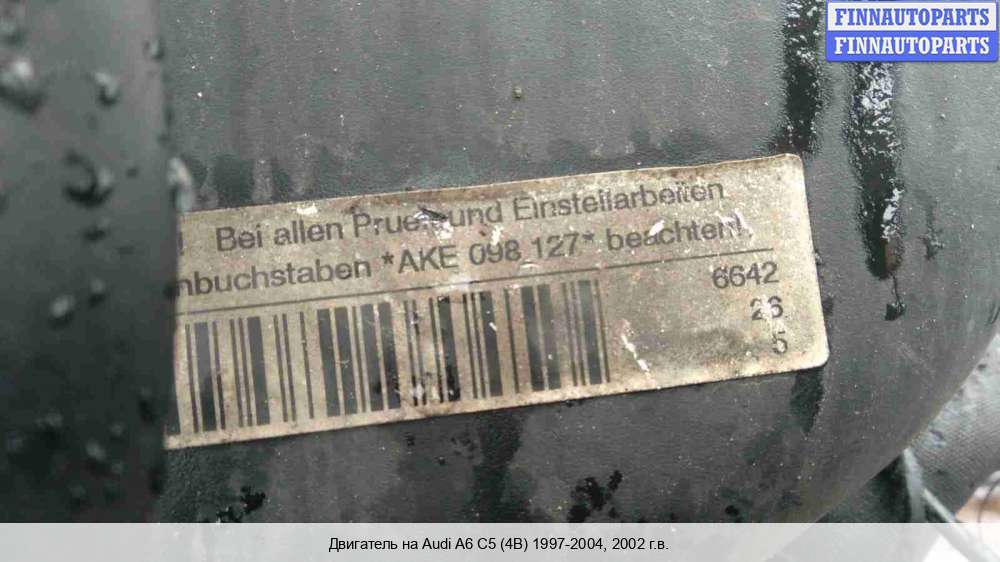 FINNAUTOPARTS
FINNAUTOPARTS
Bei allen Pruef und Einstellarbeiten
nbuchstaben *AKE 098 127* beachten!
6642
26
5
Двигатель на Audi A6 C5 (4B) 1997-2004, 2002 г.в.